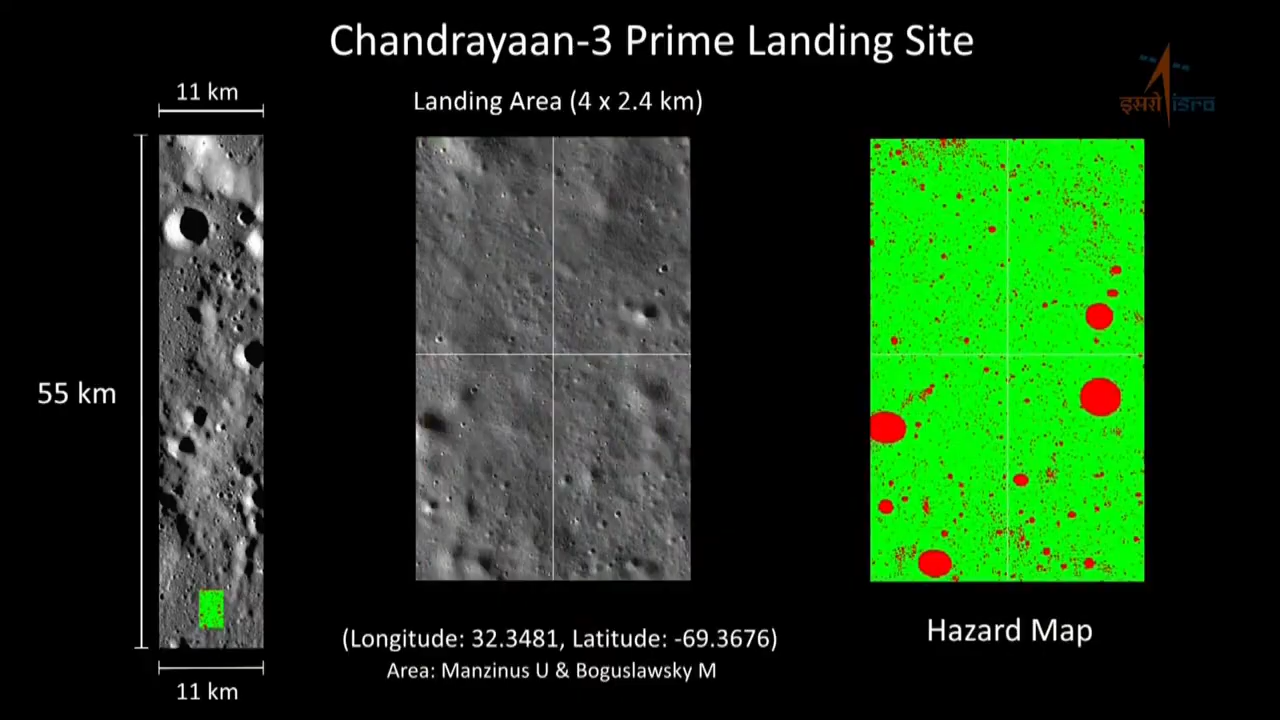 Chandrayaan-3 Prime Landing Site
इसरो isra
11 km
Landing Area (4 x 2.4 km)
55 km
(Longitude: 32.3481, Latitude: -69.3676)
Area: Manzinus U & Boguslawsky M
Hazard Map
11 km